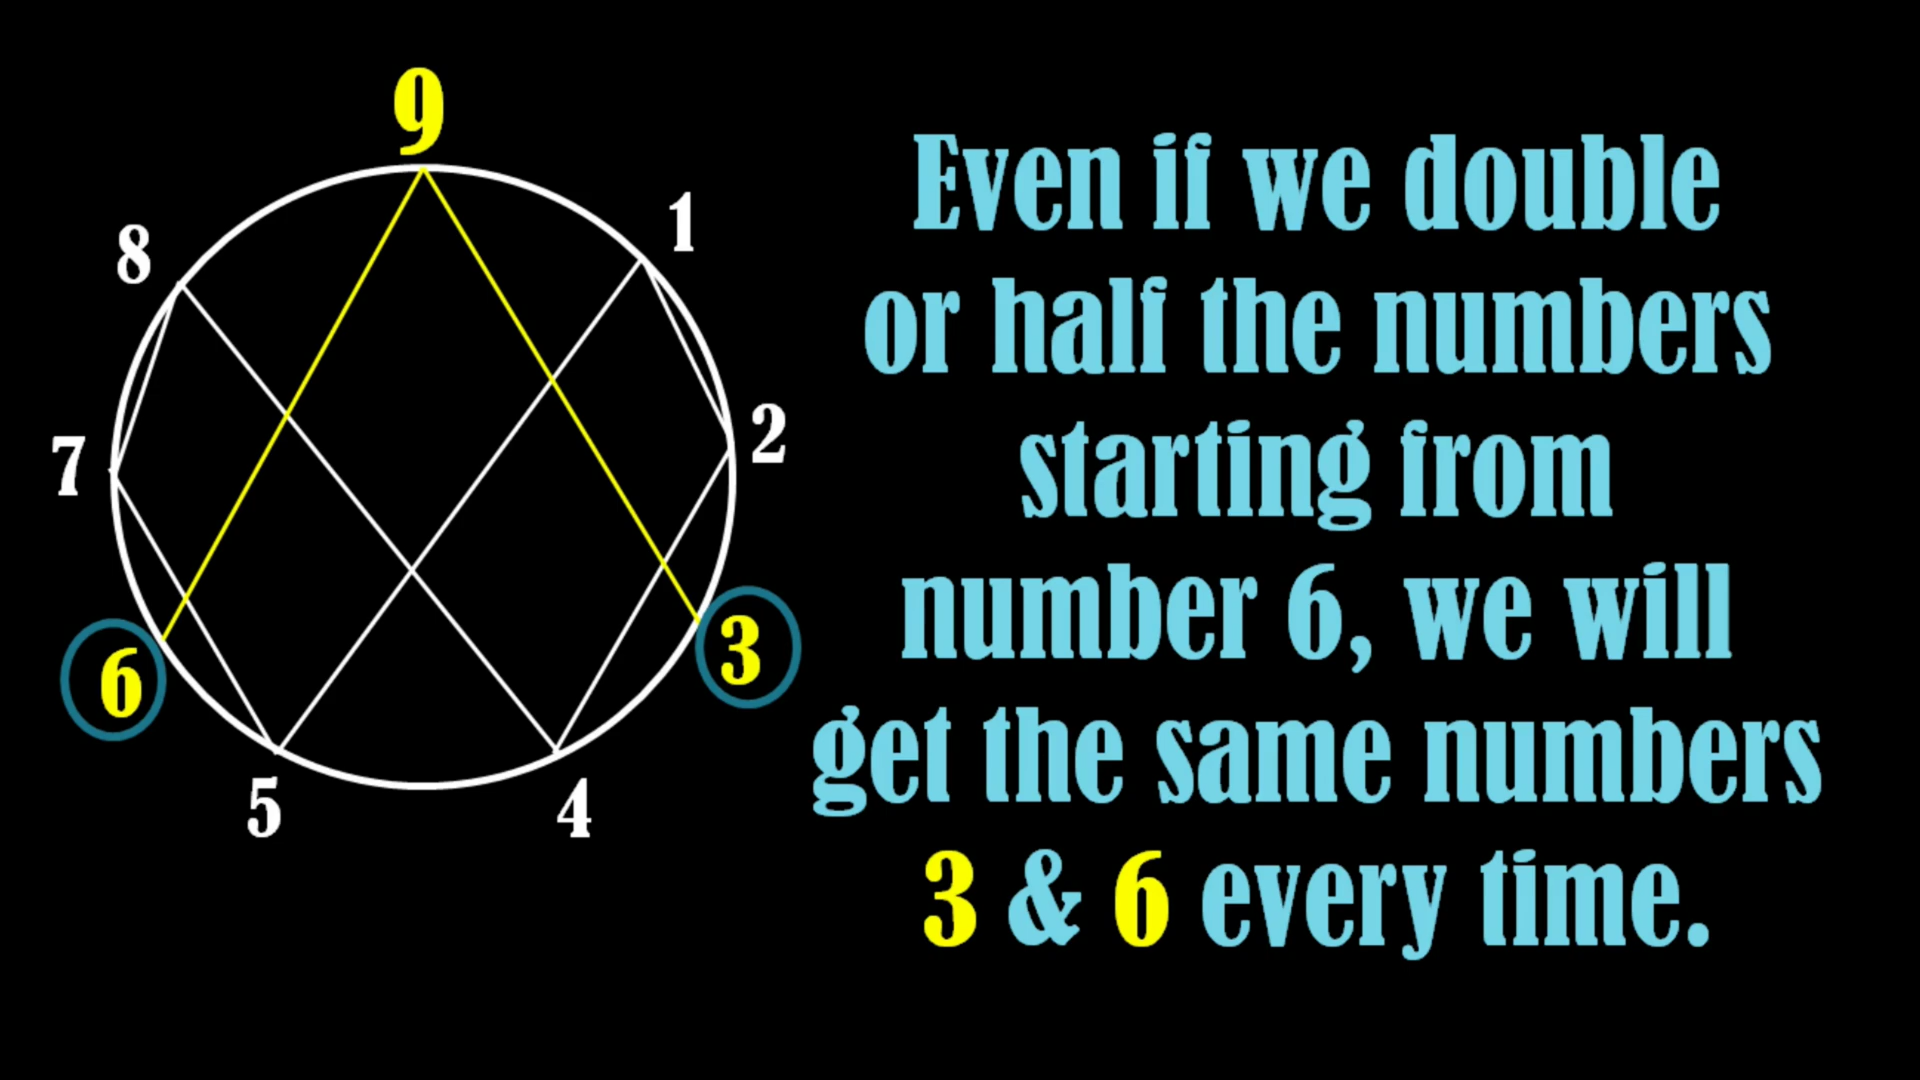 9
1
8
2
7
3
6
5
4
Even if we double
or half the numbers
starting from
number 6, we will
get the same numbers
3 & 6 every time.